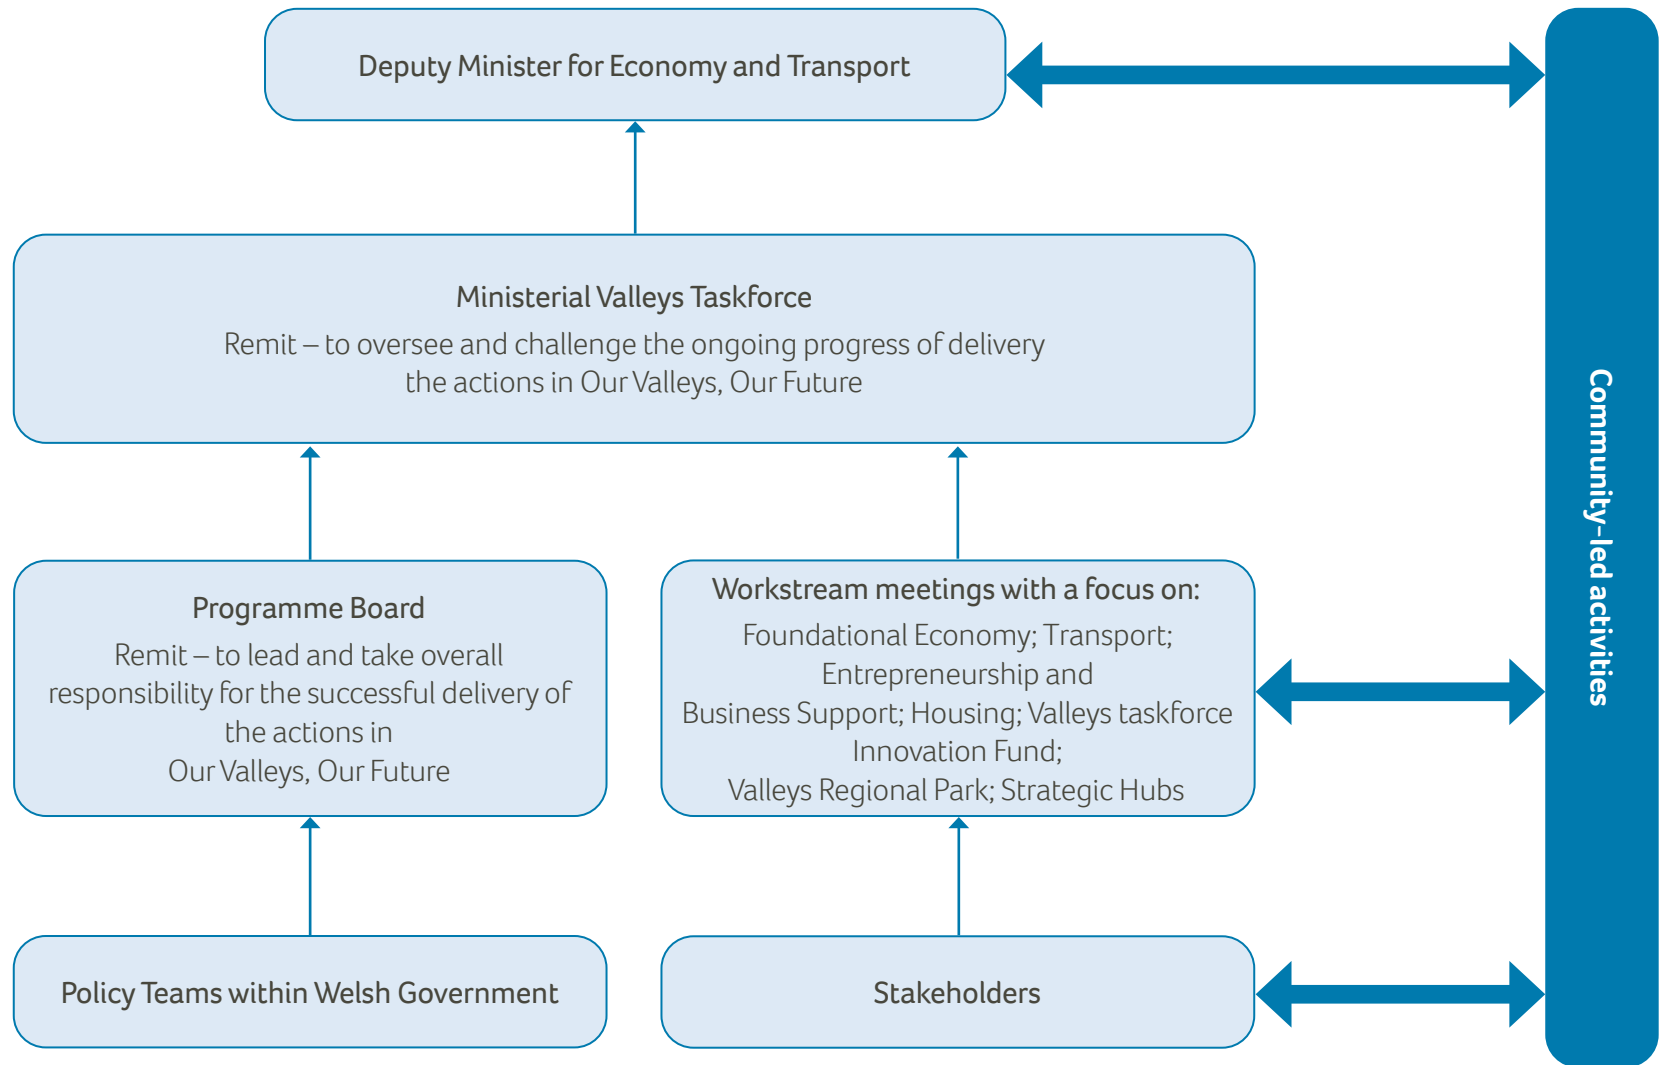 Deputy Minister for Economy and Transport
Ministerial Valleys Taskforce
Remit – to oversee and challenge the ongoing progress of delivery
the actions in Our Valleys, Our Future
Programme Board
Remit – to lead and take overall
responsibility for the successful delivery of
the actions in
Our Valleys, Our Future
Workstream meetings with a focus on:
Foundational Economy; Transport;
Entrepreneurship and
Business Support; Housing; Valleys taskforce
Innovation Fund;
Valleys Regional Park; Strategic Hubs
Policy Teams within Welsh Government
Stakeholders
Community-led activities